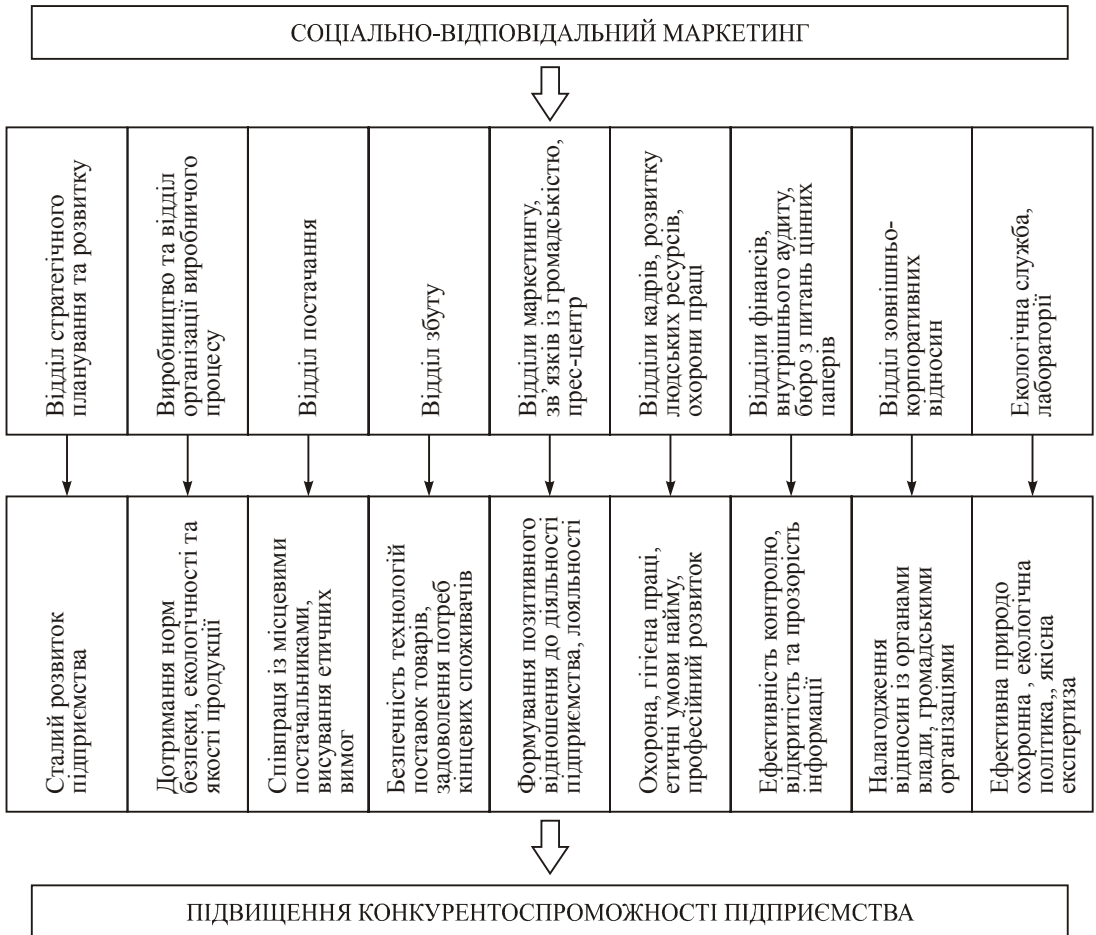 СОЦІАЛЬНО-ВІДПОВІДАЛЬНИЙ МАРКЕТИНГ
Відділ стратегічного
планування та розвитку
Виробництво та відділ
організації виробничого
процесу
Відділ постачання
Відділ збуту
Відділи маркетингу,
зв’язків із громадськістю,
прес-центр
Відділи кадрів, розвитку
людських ресурсів,
охорони праці
Відділи фінансів,
внутрішнього аудиту,
бюро з питань цінних
паперів
Відділ зовнішньо-
корпоративних
відносин
Екологічна служба,
лабораторії
Сталий розвиток
підприємства
Дотримання норм
безпеки, екологічності та
якості продукції
Співпраця із місцевими
постачальниками,
висування етичних
вимог
Безпечність технологій
поставок товарів,
задоволення потреб
кінцевих споживачів
Формування позитивного
відношення до діяльності
підприємства, лояльності
Охорона, гігієна праці,
етичні умови найму,
професійний розвиток
Ефективність контролю,
відкритість та прозорість
інформації
Налагодження
відносин із органами
влади, громадськими
організаціями
Ефективна природо
охоронна , екологічна
політика,, якісна
експертиза
ПІДВИЩЕННЯ КОНКУРЕНТОСПРОМОЖНОСТІ ПІДПРИЄМСТВА